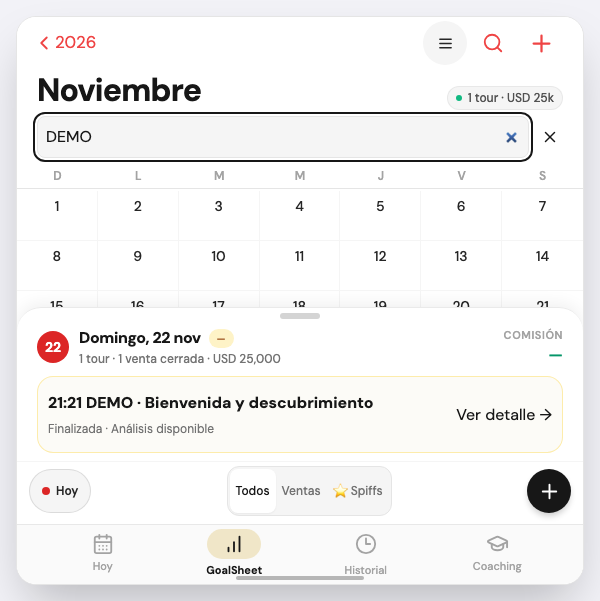 2026
Noviembre
1 tour · USD 25k
DEMO
D L M M J V S
1 2 3 4 5 6 7
8 9 10 11 12 13 14
15 16 17 18 19 20 21
22 Domingo, 22 nov –
COMISIÓN
1 tour · 1 venta cerrada · USD 25,000
—
21:21 DEMO · Bienvenida y descubrimiento
Ver detalle →
Finalizada · Análisis disponible
Hoy
Todos Ventas ⭐ Spiffs
Hoy GoalSheet Historial Coaching